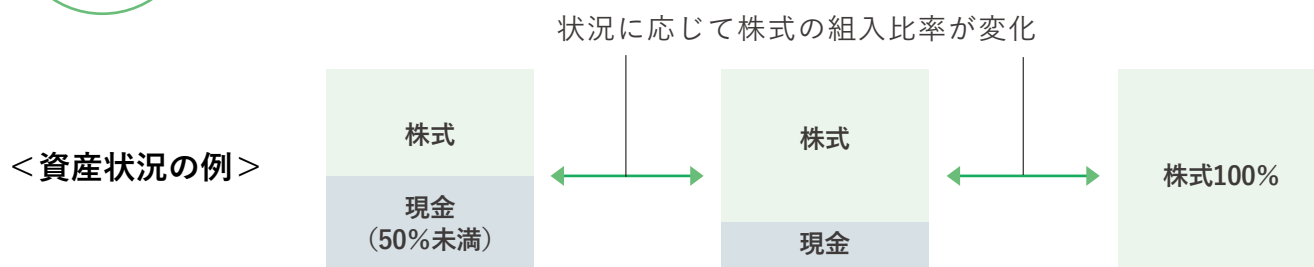 状況に応じて株式の組入比率が変化
＜資産状況の例＞
株式
現金
（50％未満）
株式
現金
株式100％